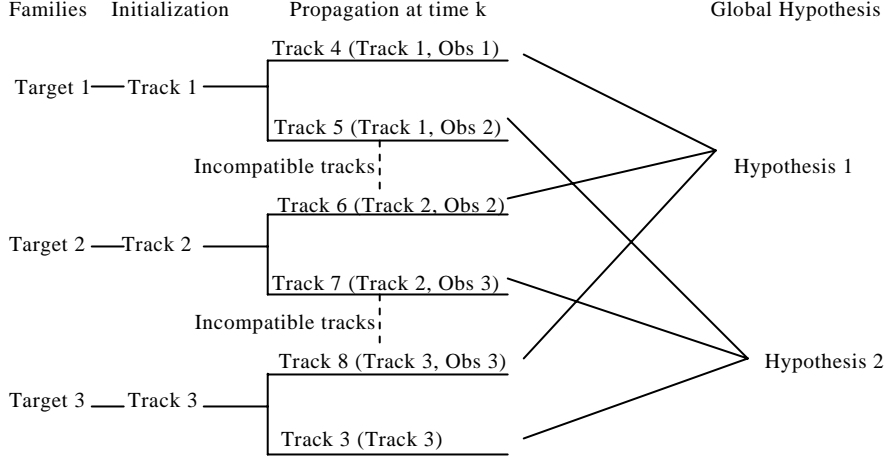 Families Initialization Propagation at time k Global Hypothesis
Track 4 (Track 1, Obs 1)
Target 1 Track 1
Track 5 (Track 1, Obs 2)
Incompatible tracks
Hypothesis 1
Track 6 (Track 2, Obs 2)
Target 2 Track 2
Track 7 (Track 2, Obs 3)
Incompatible tracks
Track 8 (Track 3, Obs 3)
Hypothesis 2
Target 3 Track 3
Track 3 (Track 3)